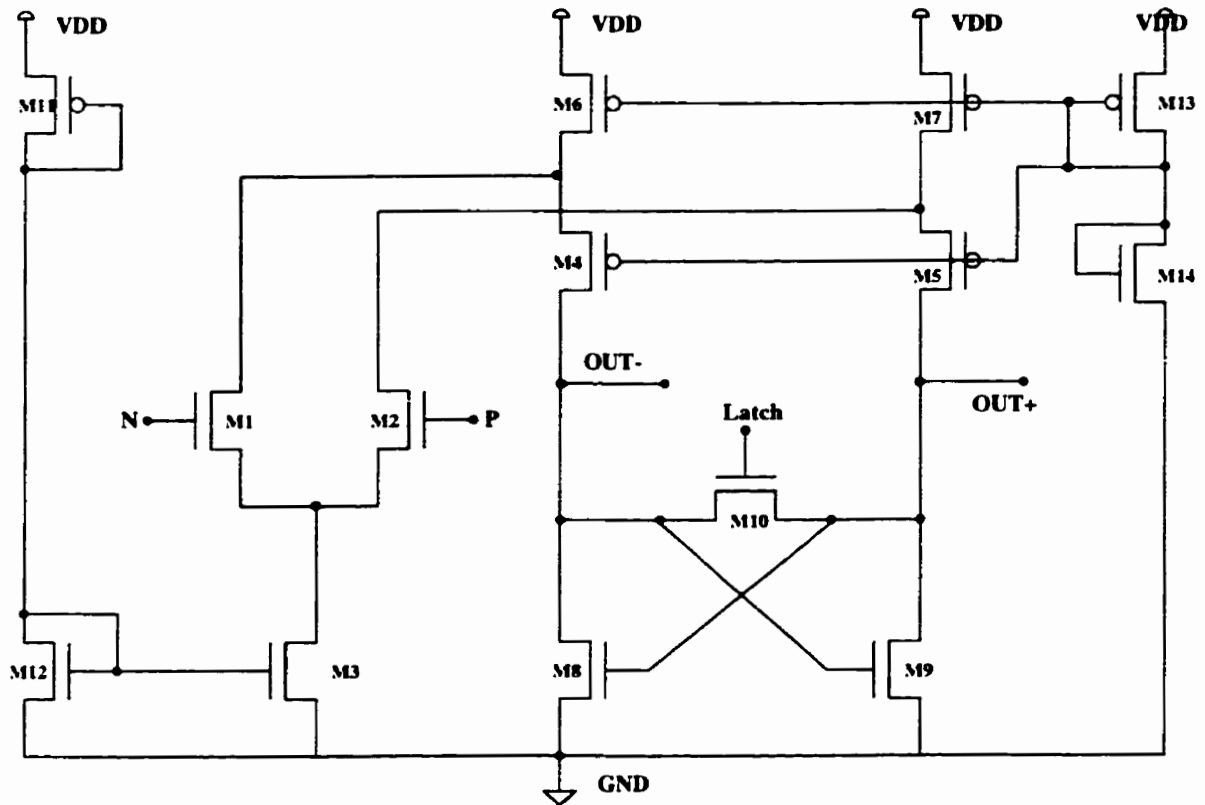 VDD VDD VDD VDD
M11 M6 M7 M13
M4 M5 M14
OUT- OUT+
N M1 M2 P Latch
M10
M12 M3 M8 M9
GND